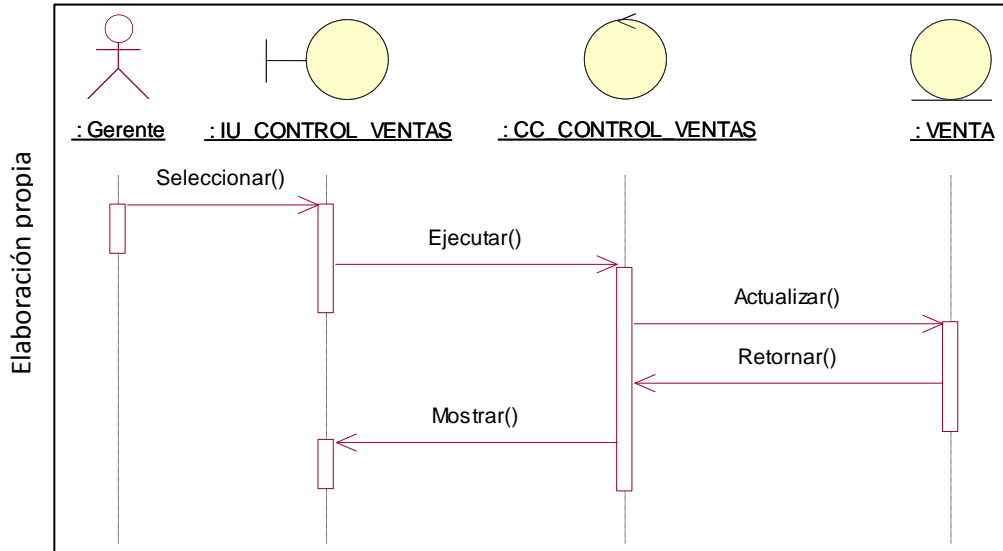 : Gerente
: IU_CONTROL_VENTAS
: CC_CONTROL_VENTAS
: VENTA
Seleccionar()
Ejecutar()
Actualizar()
Retornar()
Mostrar()
Elaboración propia